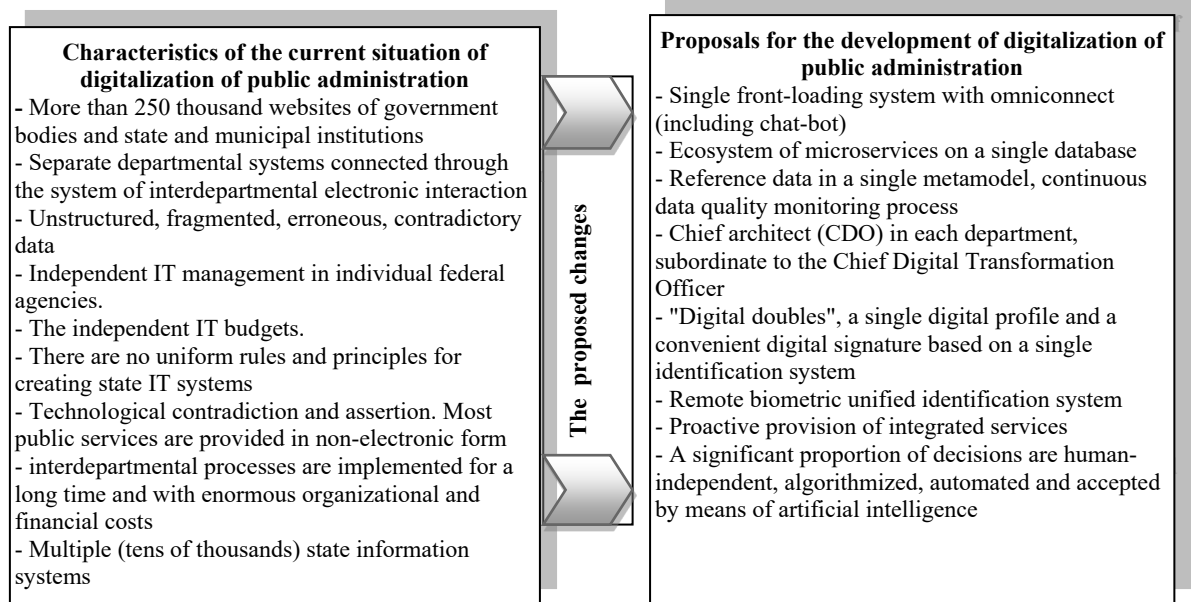 Characteristics of the current situation of
digitalization of public administration
- More than 250 thousand websites of government
bodies and state and municipal institutions
- Separate departmental systems connected through
the system of interdepartmental electronic interaction
- Unstructured, fragmented, erroneous, contradictory
data
- Independent IT management in individual federal
agencies.
- The independent IT budgets.
- There are no uniform rules and principles for
creating state IT systems
- Technological contradiction and assertion. Most
public services are provided in non-electronic form
- interdepartmental processes are implemented for a
long time and with enormous organizational and
financial costs
- Multiple (tens of thousands) state information
systems
The proposed changes
Proposals for the development of digitalization of
public administration
- Single front-loading system with omniconnect
(including chat-bot)
- Ecosystem of microservices on a single database
- Reference data in a single metamodel, continuous
data quality monitoring process
- Chief architect (CDO) in each department,
subordinate to the Chief Digital Transformation
Officer
- "Digital doubles", a single digital profile and a
convenient digital signature based on a single
identification system
- Remote biometric unified identification system
- Proactive provision of integrated services
- A significant proportion of decisions are human-
independent, algorithmized, automated and accepted
by means of artificial intelligence